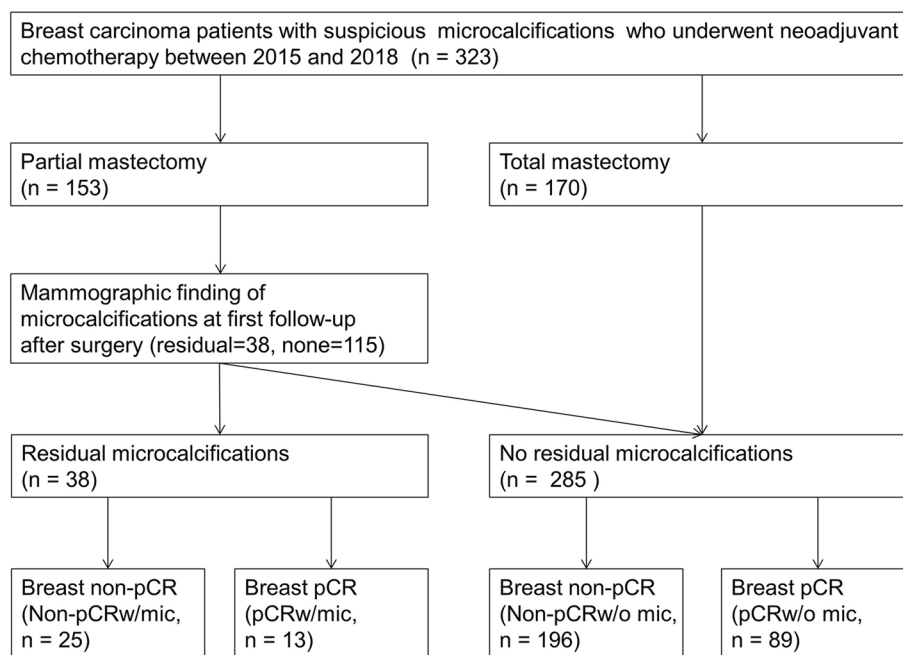 Breast carcinoma patients with suspicious microcalcifications who underwent neoadjuvant
chemotherapy between 2015 and 2018 (n = 323)
Partial mastectomy
(n = 153)
Total mastectomy
(n = 170)
Mammographic finding of
microcalcifications at first follow-up
after surgery (residual=38, none=115)
Residual microcalcifications
(n = 38)
No residual microcalcifications
(n = 285 )
Breast non-pCR
(Non-pCRw/mic,
n = 25)
Breast pCR
(pCRw/mic,
n = 13)
Breast non-pCR
(Non-pCRw/o mic,
n = 196)
Breast pCR
(pCRw/o mic,
n = 89)